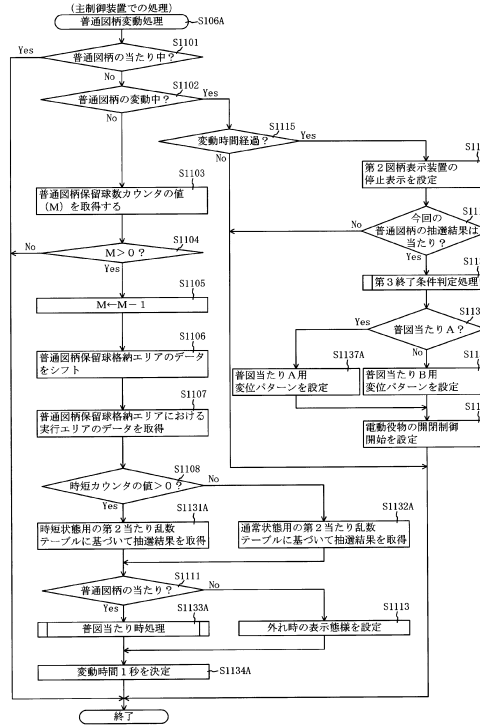 (主制御装置での処理)
普通図柄変動処理
S106A
S1101
Yes
普通図柄の当たり中？
No
S1102
普通図柄の変動中？
Yes
No
S1115
変動時間経過？
Yes
No
第２図柄表示装置の
停止表示を設定
S1103
普通図柄保留球数カウンタの値
（M）を取得する
今回の
普通図柄の抽選結果は
当たり？
No
Yes
S1104
No
M＞０？
Yes
第３終了条件判定処理
S1105
M←M－１
普図当たりA？
Yes
No
S1106
普通図柄保留球格納エリアのデータ
をシフト
S1137A
普図当たりA用
変位パターンを設定
普図当たりB用
変位パターンを設定
S1107
普通図柄保留球格納エリアにおける
実行エリアのデータを取得
電動役物の開閉制御
開始を設定
S1108
時短カウンタの値＞０？
No
Yes
S1131A
時短状態用の第２当たり乱数
テーブルに基づいて抽選結果を取得
S1132A
通常状態用の第２当たり乱数
テーブルに基づいて抽選結果を取得
S1111
普通図柄の当たり？
No
Yes
S1133A
普図当たり時処理
S1113
外れ時の表示態様を設定
変動時間１秒を決定
S1134A
終了